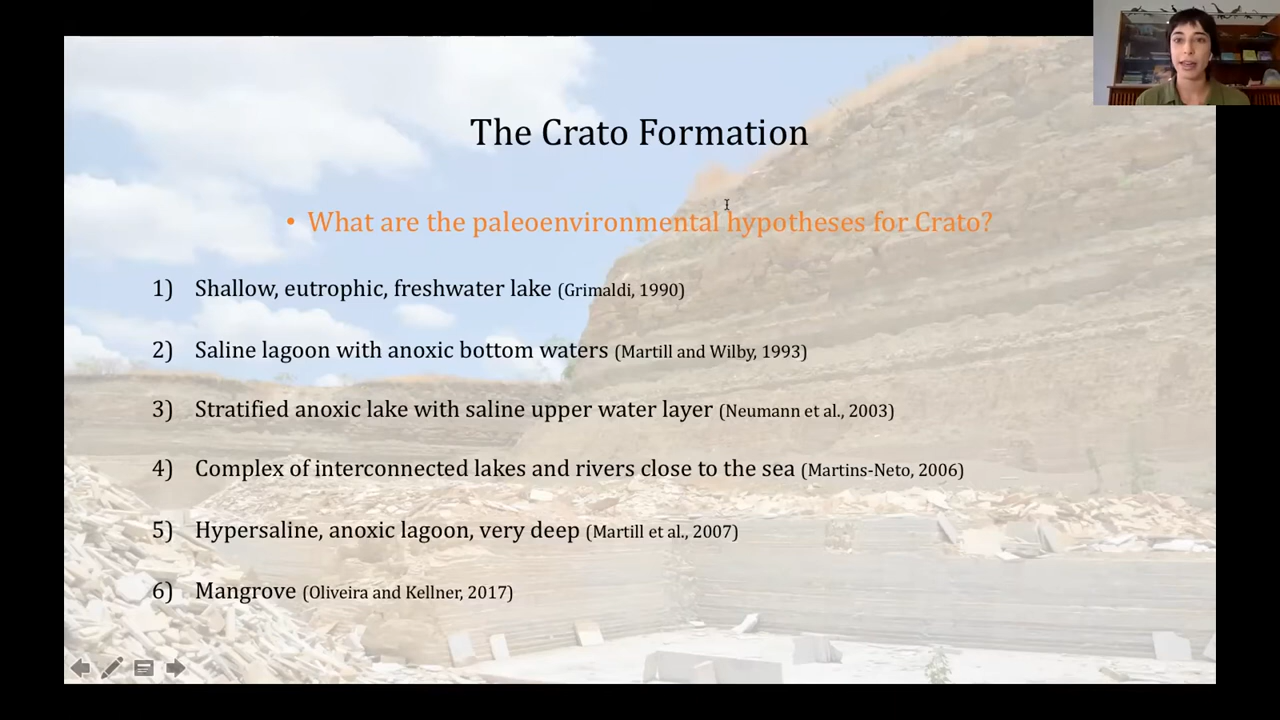 The Crato Formation
• What are the paleoenvironmental hypotheses for Crato?
1) Shallow, eutrophic, freshwater lake (Grimaldi, 1990)
2) Saline lagoon with anoxic bottom waters (Martill and Wilby, 1993)
3) Stratified anoxic lake with saline upper water layer (Neumann et al., 2003)
4) Complex of interconnected lakes and rivers close to the sea (Martins-Neto, 2006)
5) Hypersaline, anoxic lagoon, very deep (Martill et al., 2007)
6) Mangrove (Oliveira and Kellner, 2017)